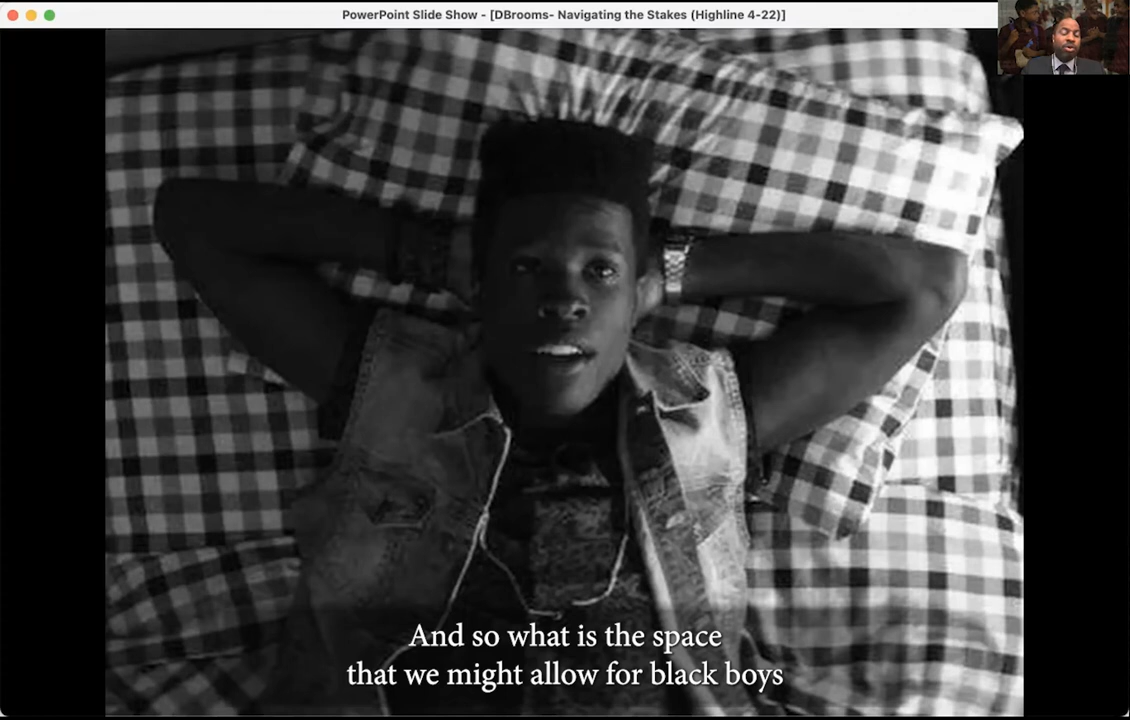 PowerPoint Slide Show - [DBrooms- Navigating the Stakes (Highline 4-22)]
And so what is the space
that we might allow for black boys